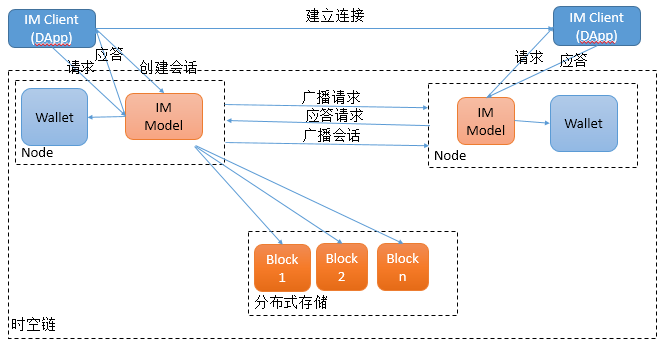 IM Client
(DApp)
建立连接
IM Client
(DApp)
应答
请求
创建会话
请求
应答
Wallet
IM
Model
Node
广播请求
应答请求
广播会话
IM
Model
Wallet
Node
Block
1
Block
2
Block
n
分布式存储
时空链